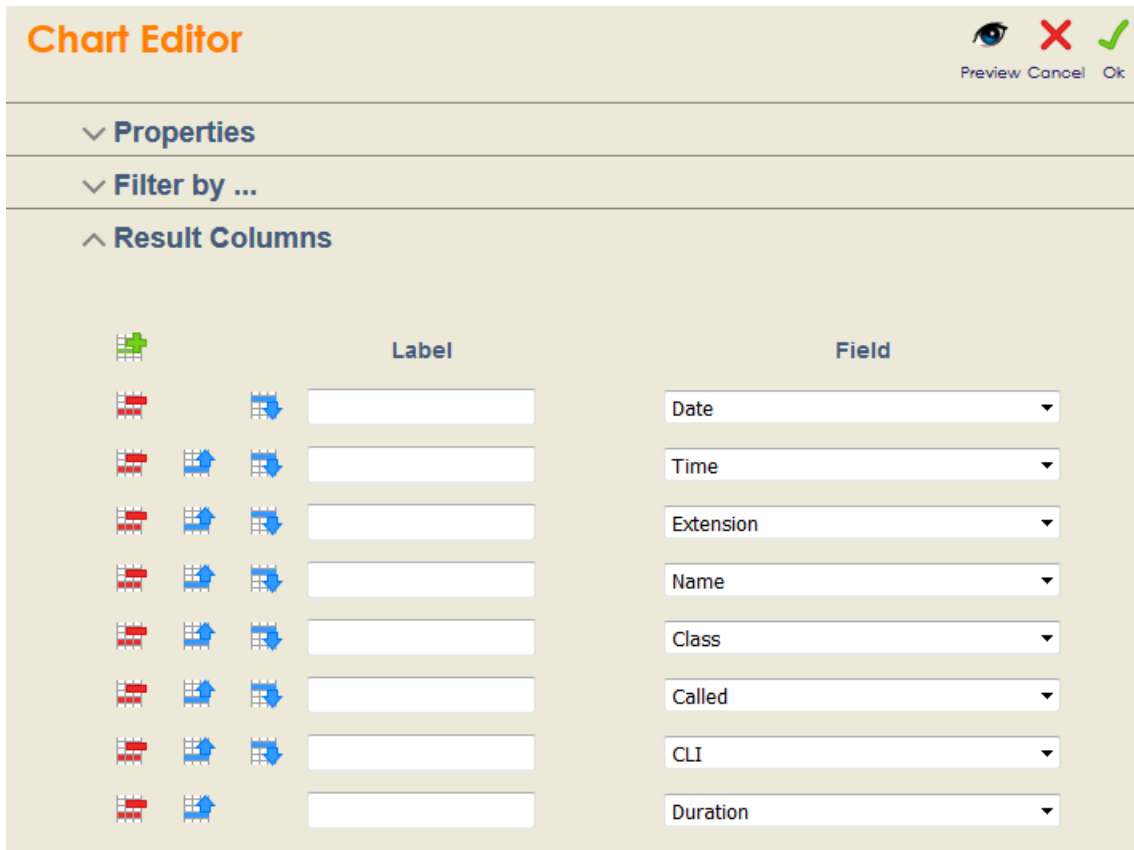 Chart Editor
Preview Cancel Ok
Properties
Filter by ...
Result Columns
Label Field
Date
Time
Extension
Name
Class
Called
CLI
Duration